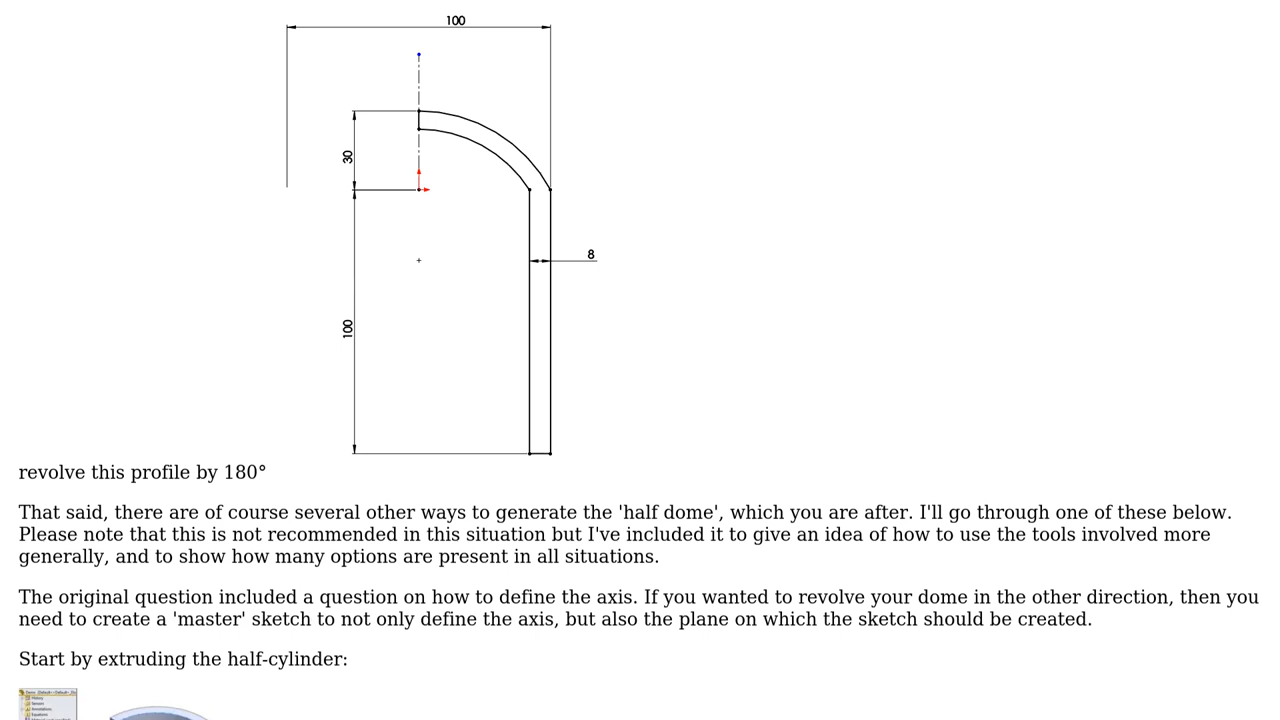 100
30
8
100
revolve this profile by 180°
That said, there are of course several other ways to generate the 'half dome', which you are after. I'll go through one of these below.
Please note that this is not recommended in this situation but I've included it to give an idea of how to use the tools involved more
generally, and to show how many options are present in all situations.
The original question included a question on how to define the axis. If you wanted to revolve your dome in the other direction, then you
need to create a 'master' sketch to not only define the axis, but also the plane on which the sketch should be created.
Start by extruding the half-cylinder:
History
Sensors
Annotations
Equations